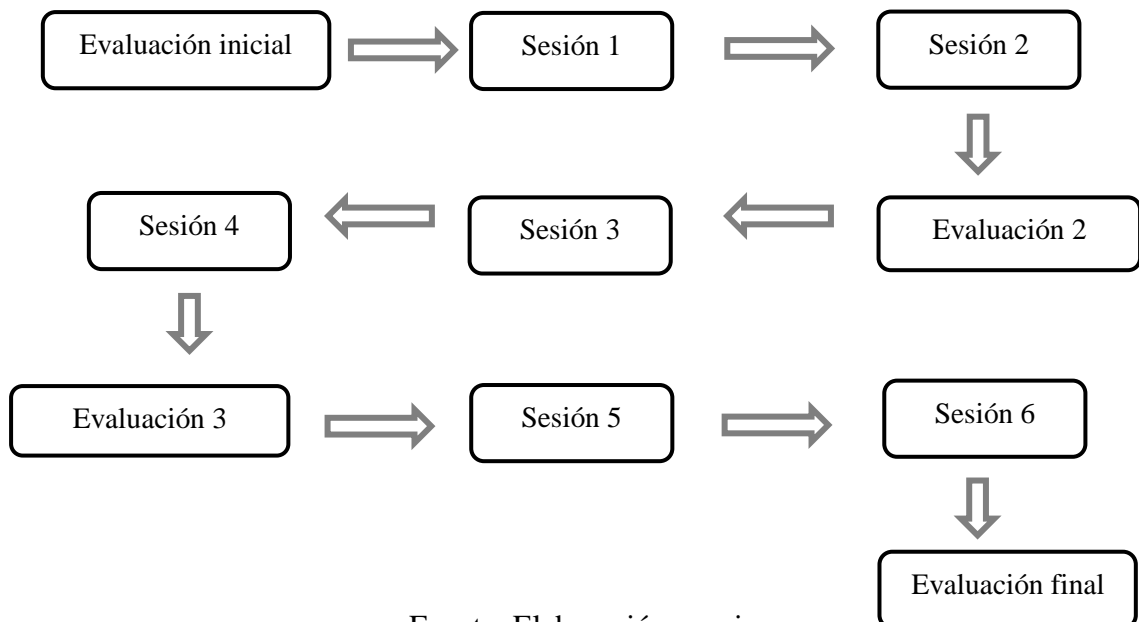 Evaluación inicial
Sesión 1
Sesión 2
Sesión 4
Sesión 3
Evaluación 2
Evaluación 3
Sesión 5
Sesión 6
Evaluación final